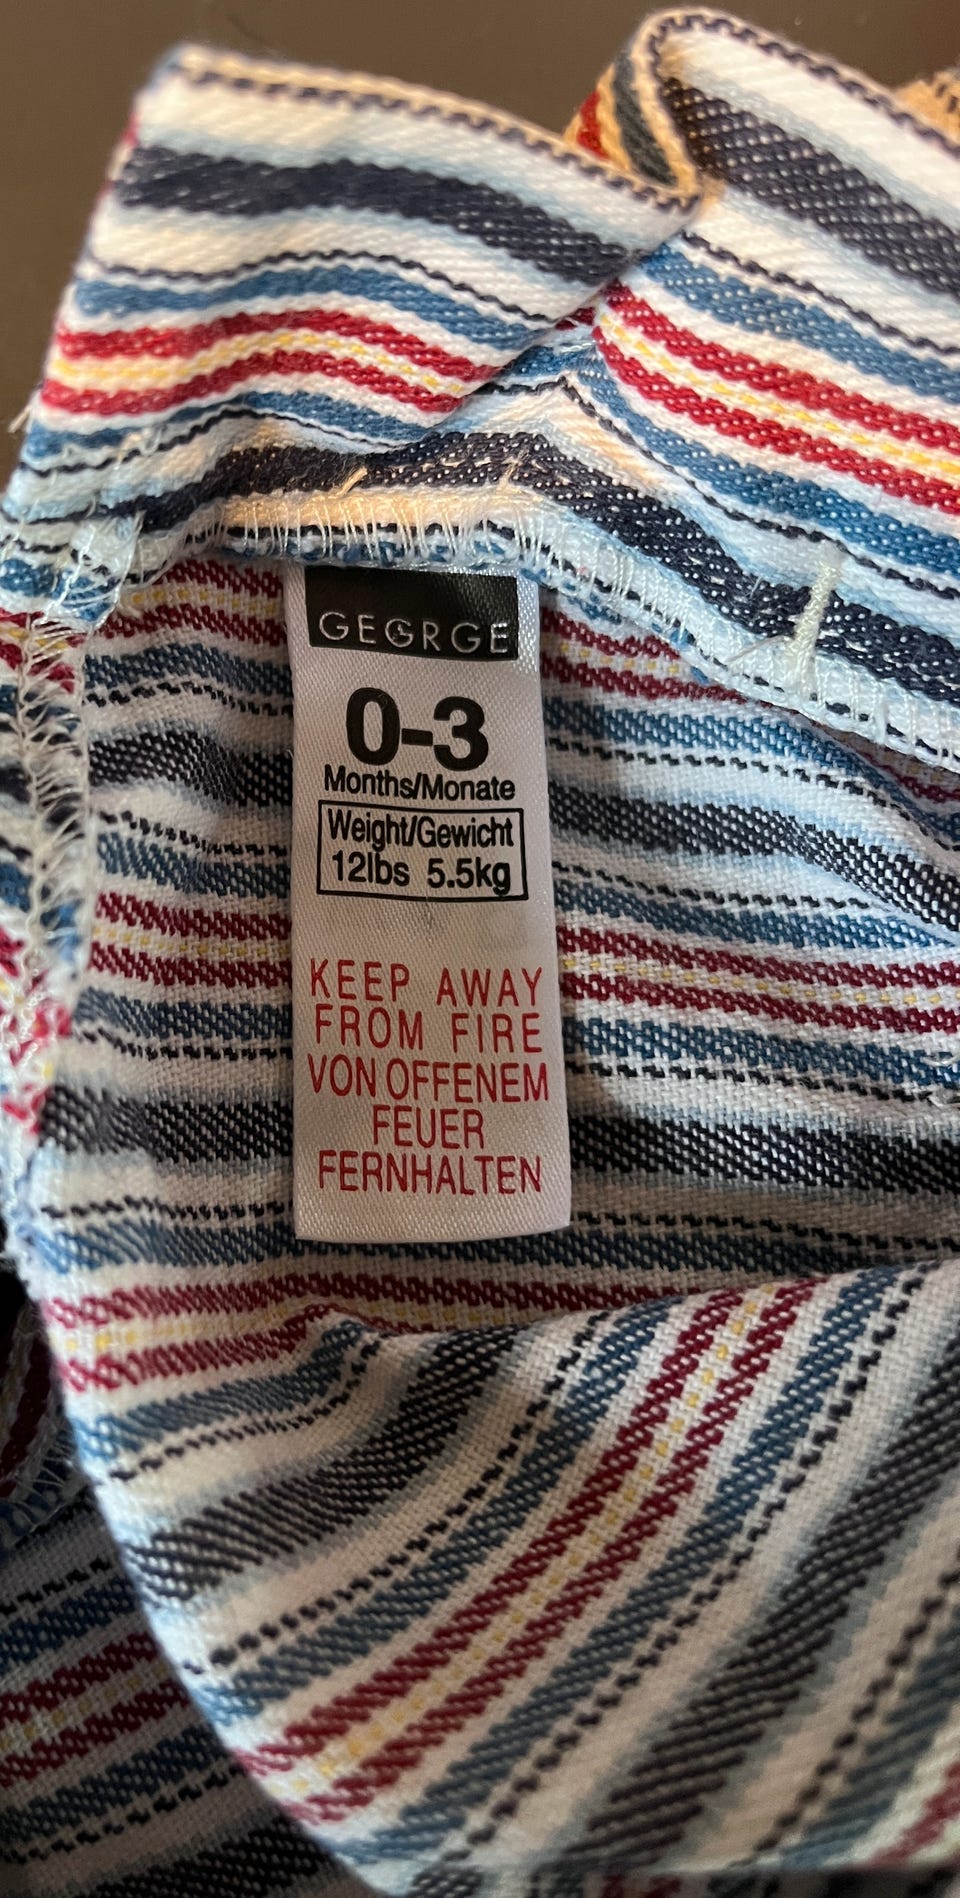 GEORGE
0-3
Months/Monate
Weight/Gewicht
12lbs 5.5kg
KEEP AWAY
FROM FIRE
VON OFFENEM
FEUER
FERNHALTEN